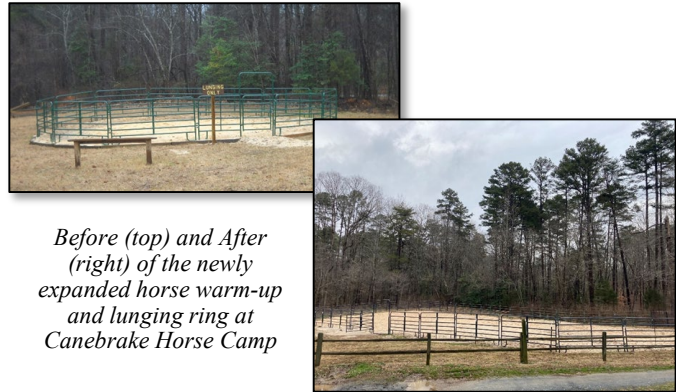 LUNGING
ONLY
Before (top) and After
(right) of the newly
expanded horse warm-up
and lunging ring at
Canebrake Horse Camp